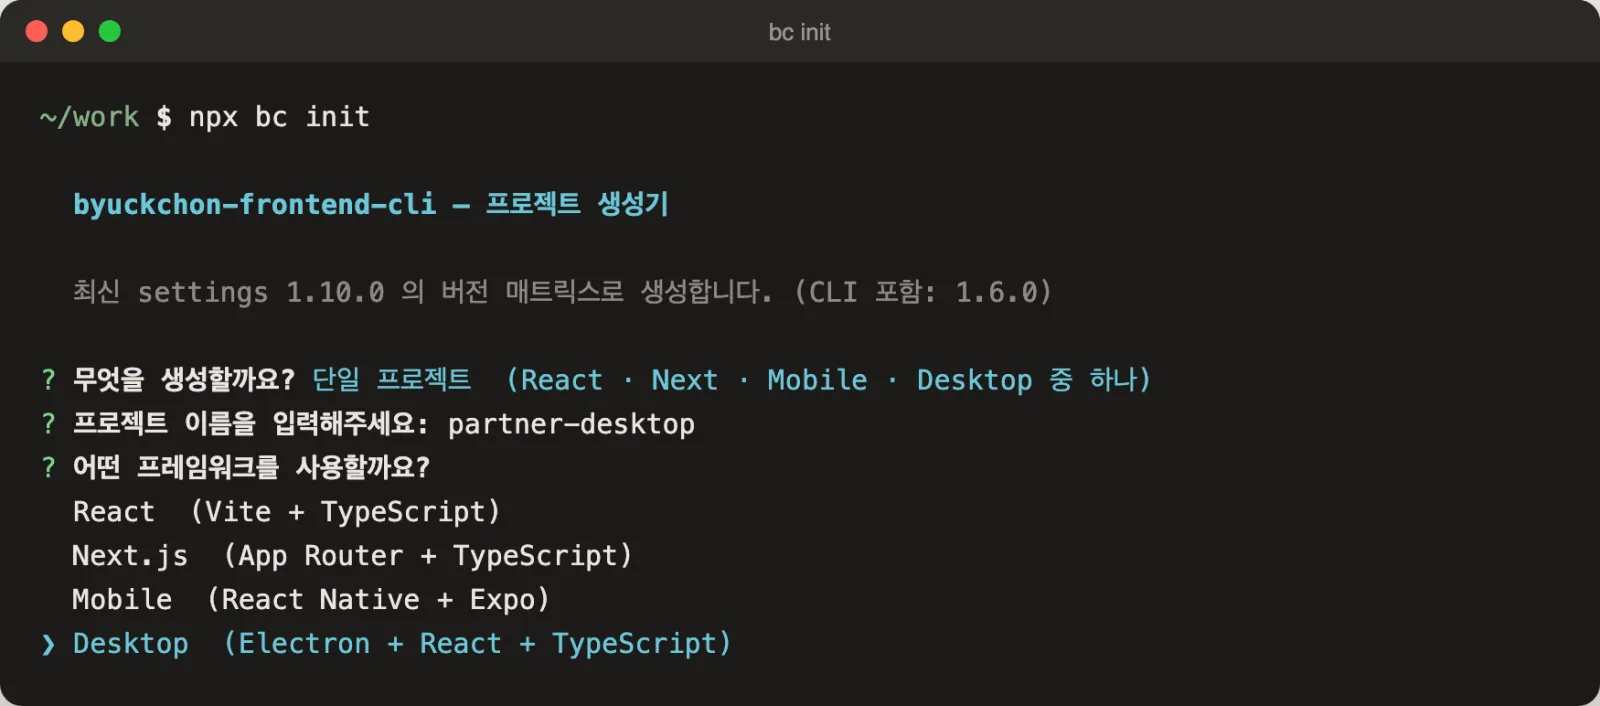 bc init
~/work $ npx bc init
byuckchon-frontend-cli — 프로젝트 생성기
최신 settings 1.10.0 의 버전 매트릭스로 생성합니다. (CLI 포함: 1.6.0)
? 무엇을 생성할까요? 단일 프로젝트  (React · Next · Mobile · Desktop 중 하나)
? 프로젝트 이름을 입력해주세요: partner-desktop
? 어떤 프레임워크를 사용할까요?
React  (Vite + TypeScript)
Next.js  (App Router + TypeScript)
Mobile  (React Native + Expo)
❯ Desktop  (Electron + React + TypeScript)